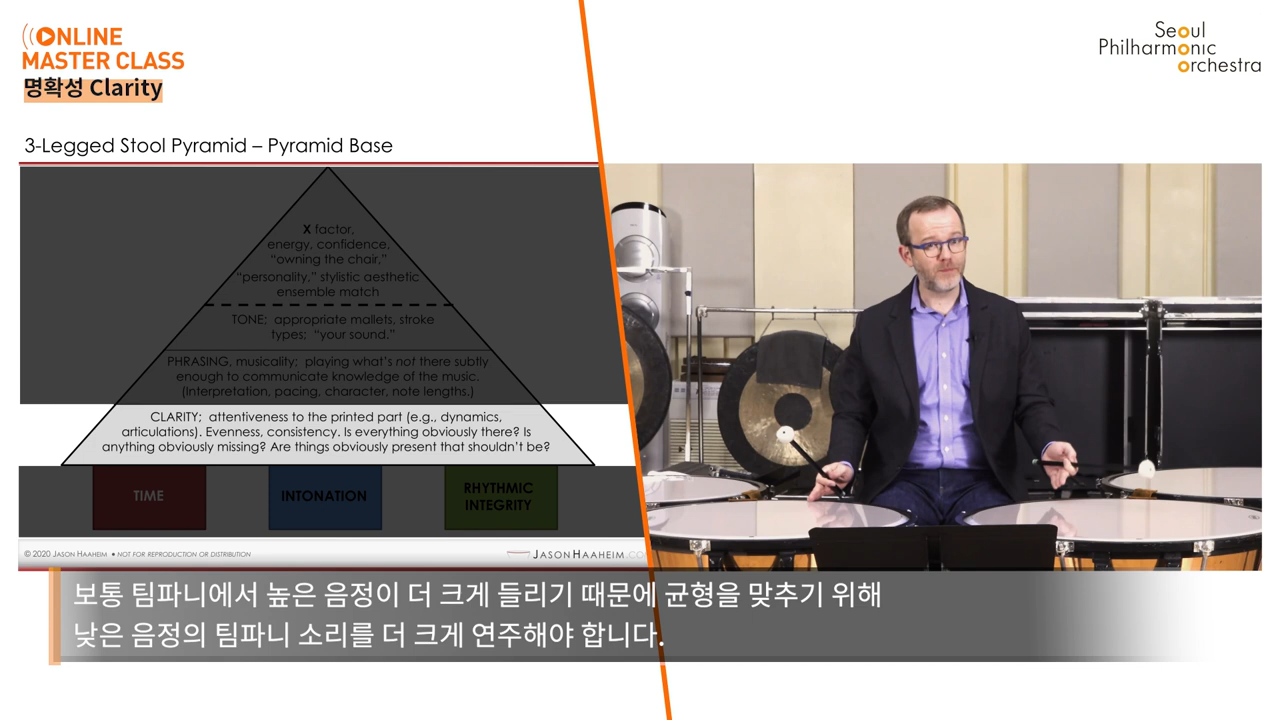 ONLINE
MASTER CLASS
명확성 Clarity
Seoul
Philharmonic
orchestra
3-Legged Stool Pyramid – Pyramid Base
X factor,
energy, confidence,
“owning the chair,”
“personality,” stylistic aesthetic
ensemble match
TONE; appropriate mallets, stroke
types; “your sound.”
PHRASING, musicality; playing what’s not there subtly
enough to communicate knowledge of the music.
(Interpretation, pacing, character, note lengths.)
CLARITY; attentiveness to the printed part (e.g., dynamics,
articulations). Evenness, consistency. Is everything obviously there? Is
anything obviously missing? Are things obviously present that shouldn’t be?
TIME
INTONATION
RHYTHMIC
INTEGRITY
© 2020 JASON HAAHEIM • NOT FOR REPRODUCTION OR DISTRIBUTION
JASONHAAHEIM.CO
보통 팀파니에서 높은 음정이 더 크게 들리기 때문에 균형을 맞추기 위해
낮은 음정의 팀파니 소리를 더 크게 연주해야 합니다.